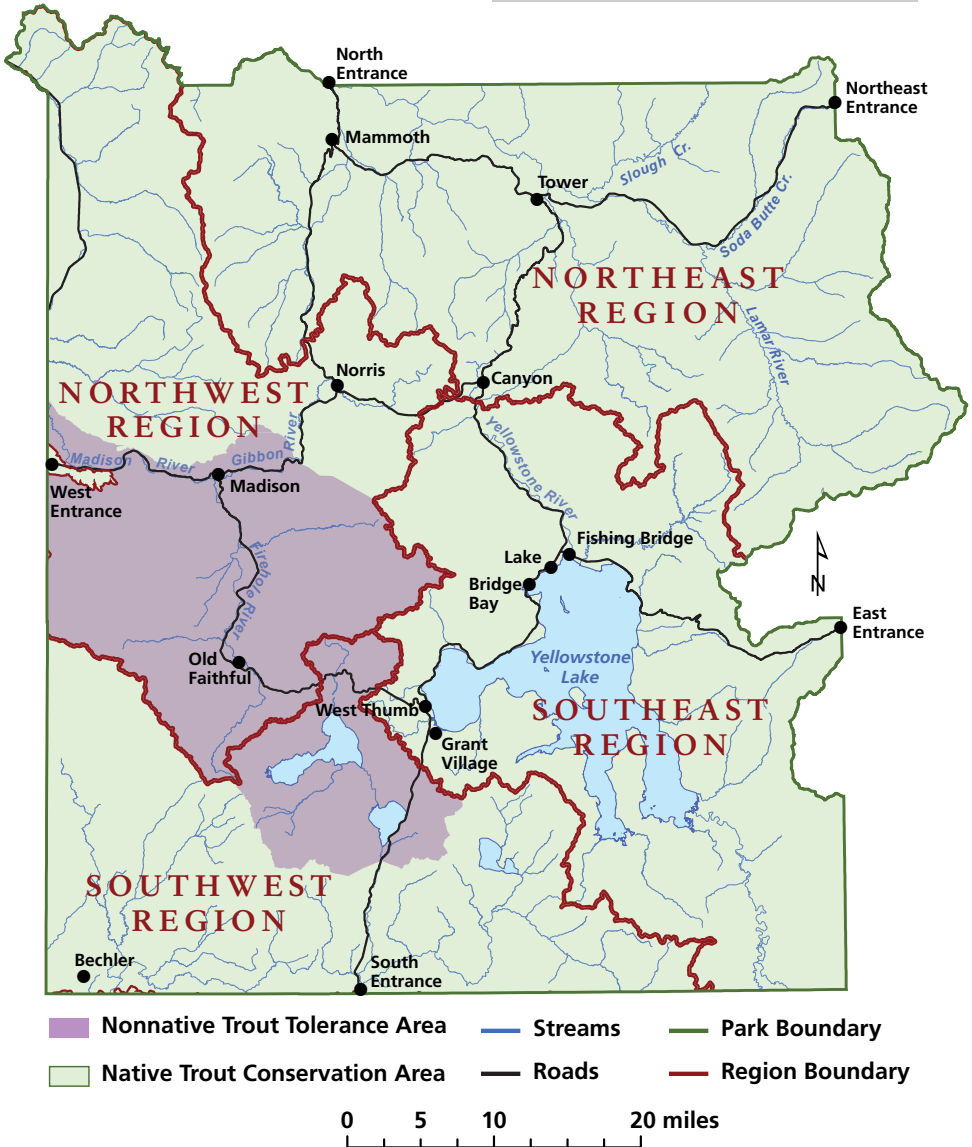 North
Entrance
Northeast
Entrance
Mammoth
Slough Cr.
Tower
Soda Butte Cr.
NORTHEAST
REGION
Lamar River
Norris
Canyon
NORTHWEST
REGION
Gibbon River
Madison River
Yellowstone River
West
Entrance
Madison
Fishing Bridge
Lake
Bridge
Bay
Firehole River
East
Entrance
Old
Faithful
Yellowstone
Lake
West Thumb
SOUTHEAST
REGION
Grant
Village
SOUTHWEST
REGION
Bechler
South
Entrance
N
Nonnative Trout Tolerance Area
Streams
Park Boundary
Native Trout Conservation Area
Roads
Region Boundary
0 5 10 20 miles